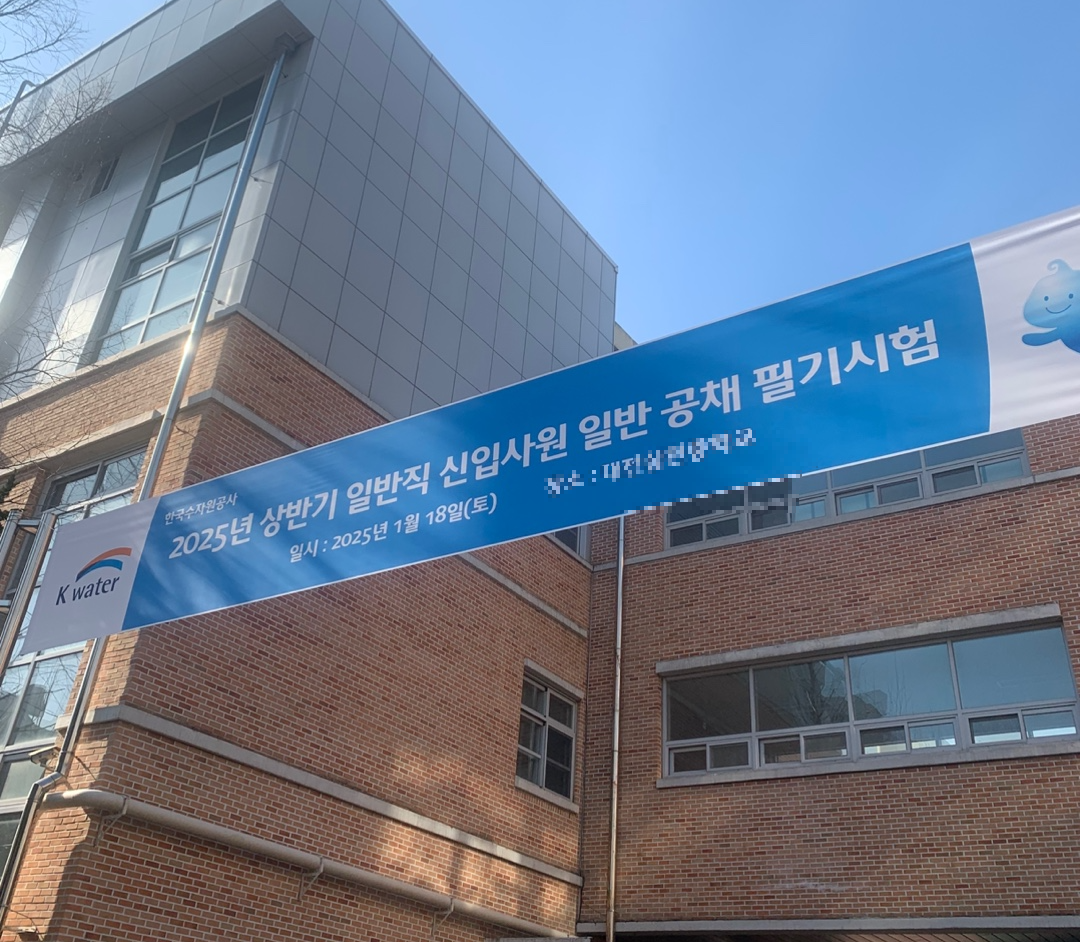 K water
한국수자원공사
2025년 상반기 일반직 신입사원 일반 공채 필기시험
일시 : 2025년 1월 18일(토)
장소 :